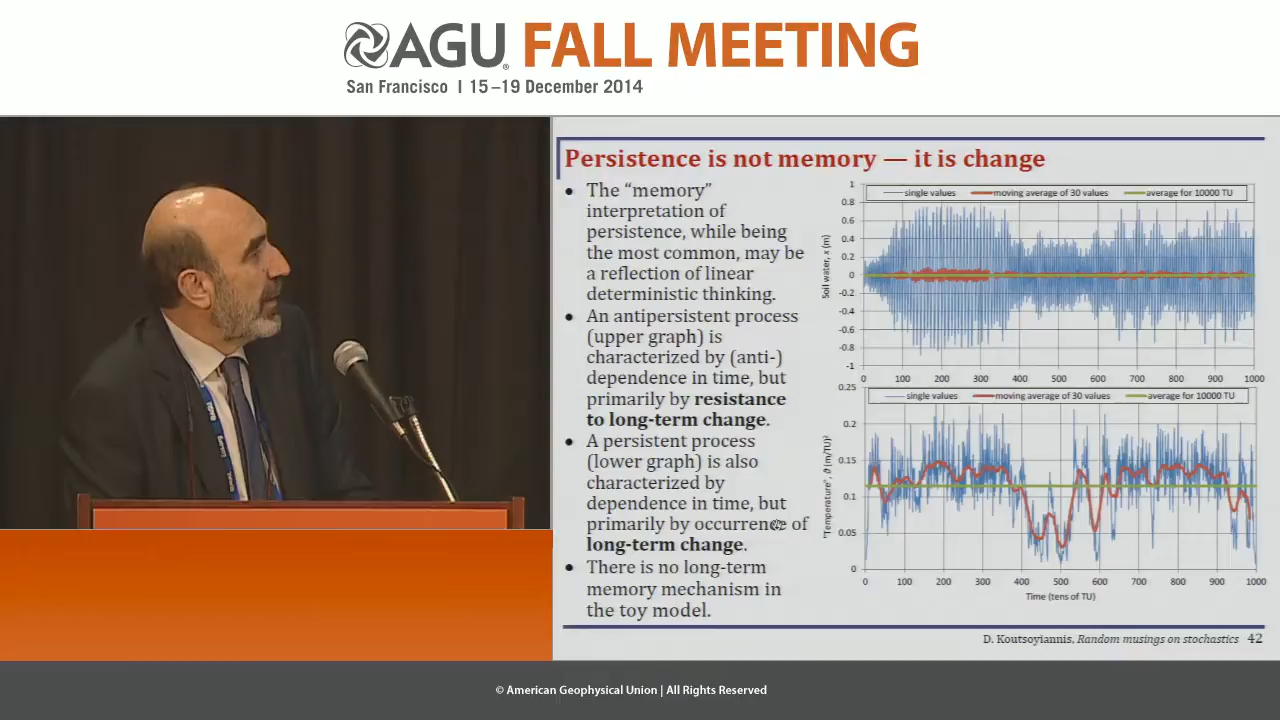 AGU FALL MEETING
San Francisco | 15–19 December 2014
Persistence is not memory — it is change
• The “memory”
interpretation of
persistence, while being
the most common, may be
a reflection of linear
deterministic thinking.
• An antipersistent process
(upper graph) is
characterized by (anti-)
dependence in time, but
primarily by resistance
to long-term change.
• A persistent process
(lower graph) is also
characterized by
dependence in time, but
primarily by occurrence of
long-term change.
• There is no long-term
memory mechanism in
the toy model.
single values moving average of 30 values average for 10000 TU
Soil water, x (m)
1
0.8
0.6
0.4
0.2
0
-0.2
-0.4
-0.6
-0.8
-1
0 100 200 300 400 500 600 700 800 900 1000
single values moving average of 30 values average for 10000 TU
"Temperature", θ (m/TU)²
0.25
0.2
0.15
0.1
0.05
0
0 100 200 300 400 500 600 700 800 900 1000
Time (tens of TU)
D. Koutsoyiannis, Random musings on stochastics 42
© American Geophysical Union | All Rights Reserved